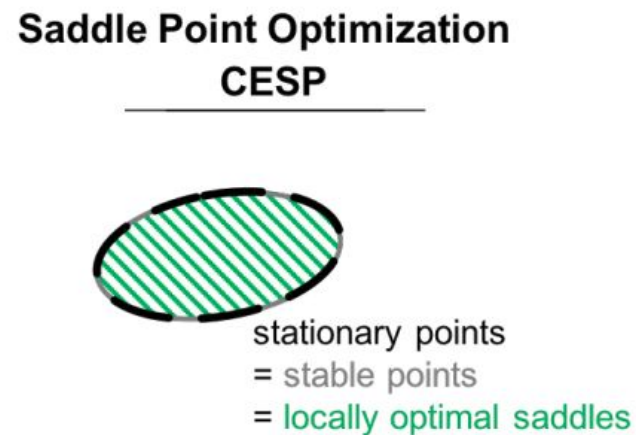 Saddle Point Optimization
CESP
stationary points
= stable points
= locally optimal saddles